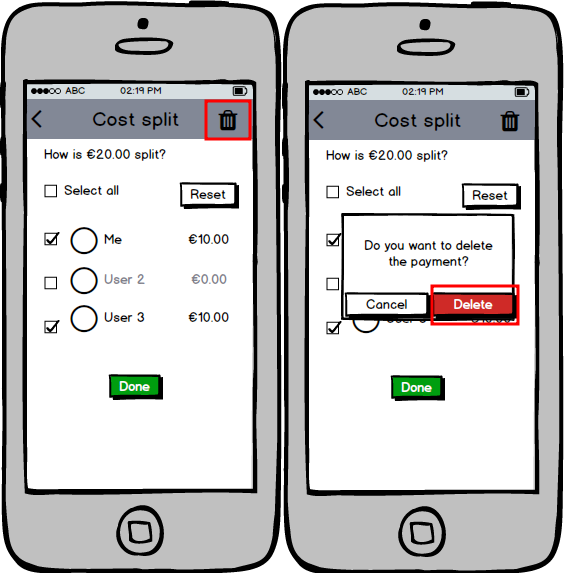 ABC 02:19 PM
Cost split
How is €20.00 split?
Select all
Reset
Me €10.00
User 2 €0.00
User 3 €10.00
Done
ABC 02:19 PM
Cost split
How is €20.00 split?
Select all
Reset
Do you want to delete
the payment?
Cancel Delete
Done